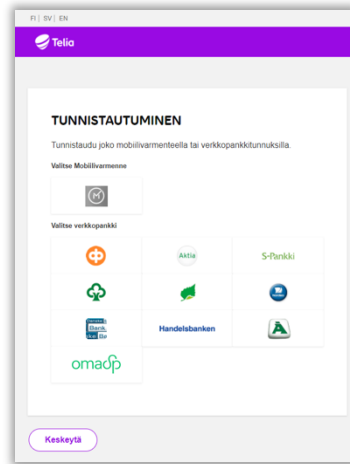 FI | SV | EN
Telia
TUNNISTAUTUMINEN
Tunnistaudu joko mobiilivarmenteella tai verkkopankkitunnuksilla.
Valitse Mobiilivarmenne
Valitse verkkopankki
Aktia
S-Pankki
Bank
Handelsbanken
omasp
Keskeytä